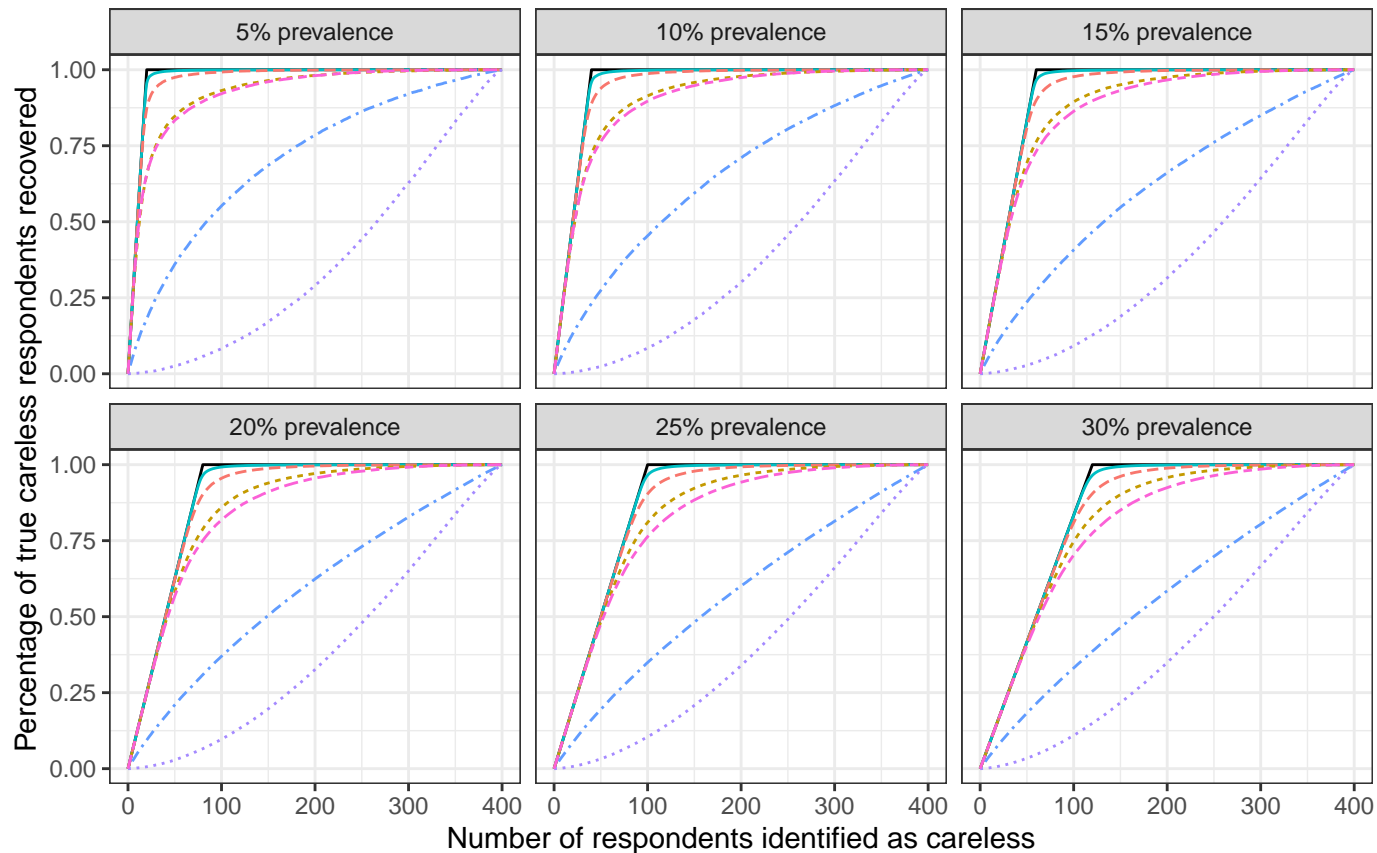 5% prevalence
10% prevalence
15% prevalence
1.00
0.75
0.50
0.25
0.00
20% prevalence
25% prevalence
30% prevalence
1.00
0.75
0.50
0.25
0.00
0 100 200 300 400
0 100 200 300 400
0 100 200 300 400
Number of respondents identified as careless
Percentage of true careless respondents recovered